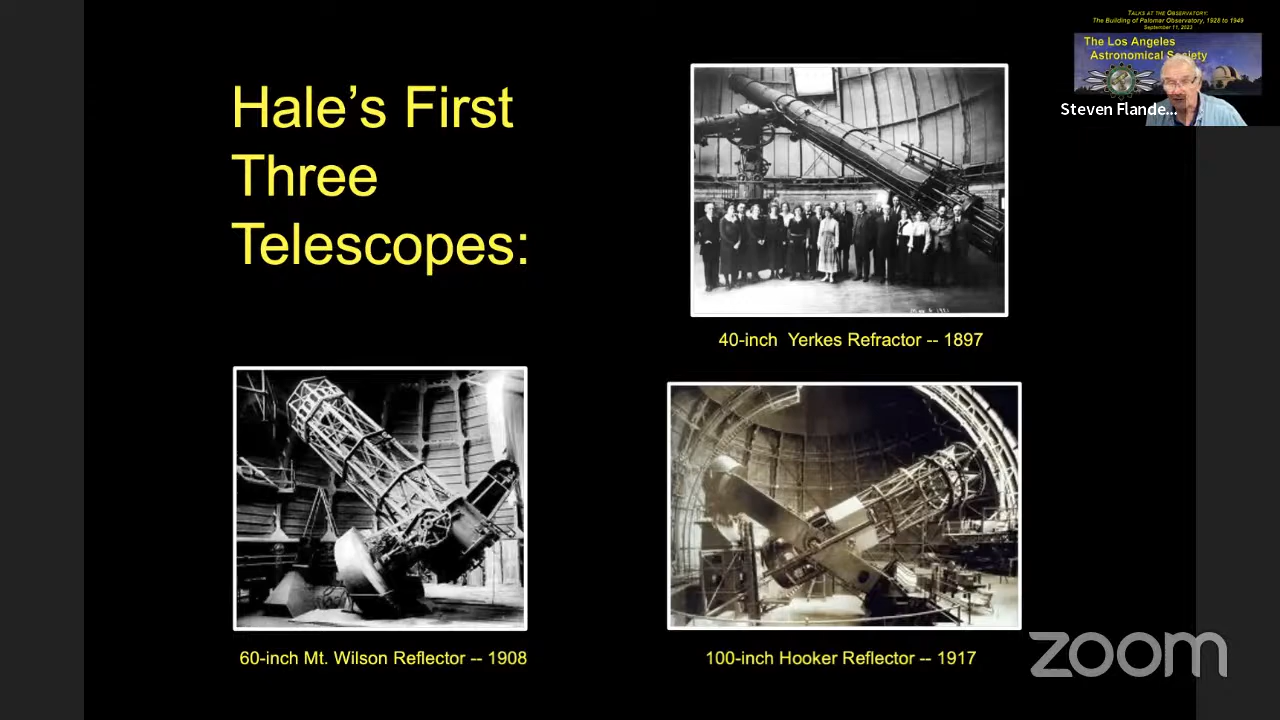 Hale's First
Three
Telescopes:
40-inch Yerkes Refractor -- 1897
60-inch Mt. Wilson Reflector -- 1908
100-inch Hooker Reflector -- 1917
TALKS AT THE OBSERVATORY:
The Building of Palomar Observatory, 1928 to 1949
September 11, 2023
The Los Angeles
Astronomical Society
Steven Flande...
zoom